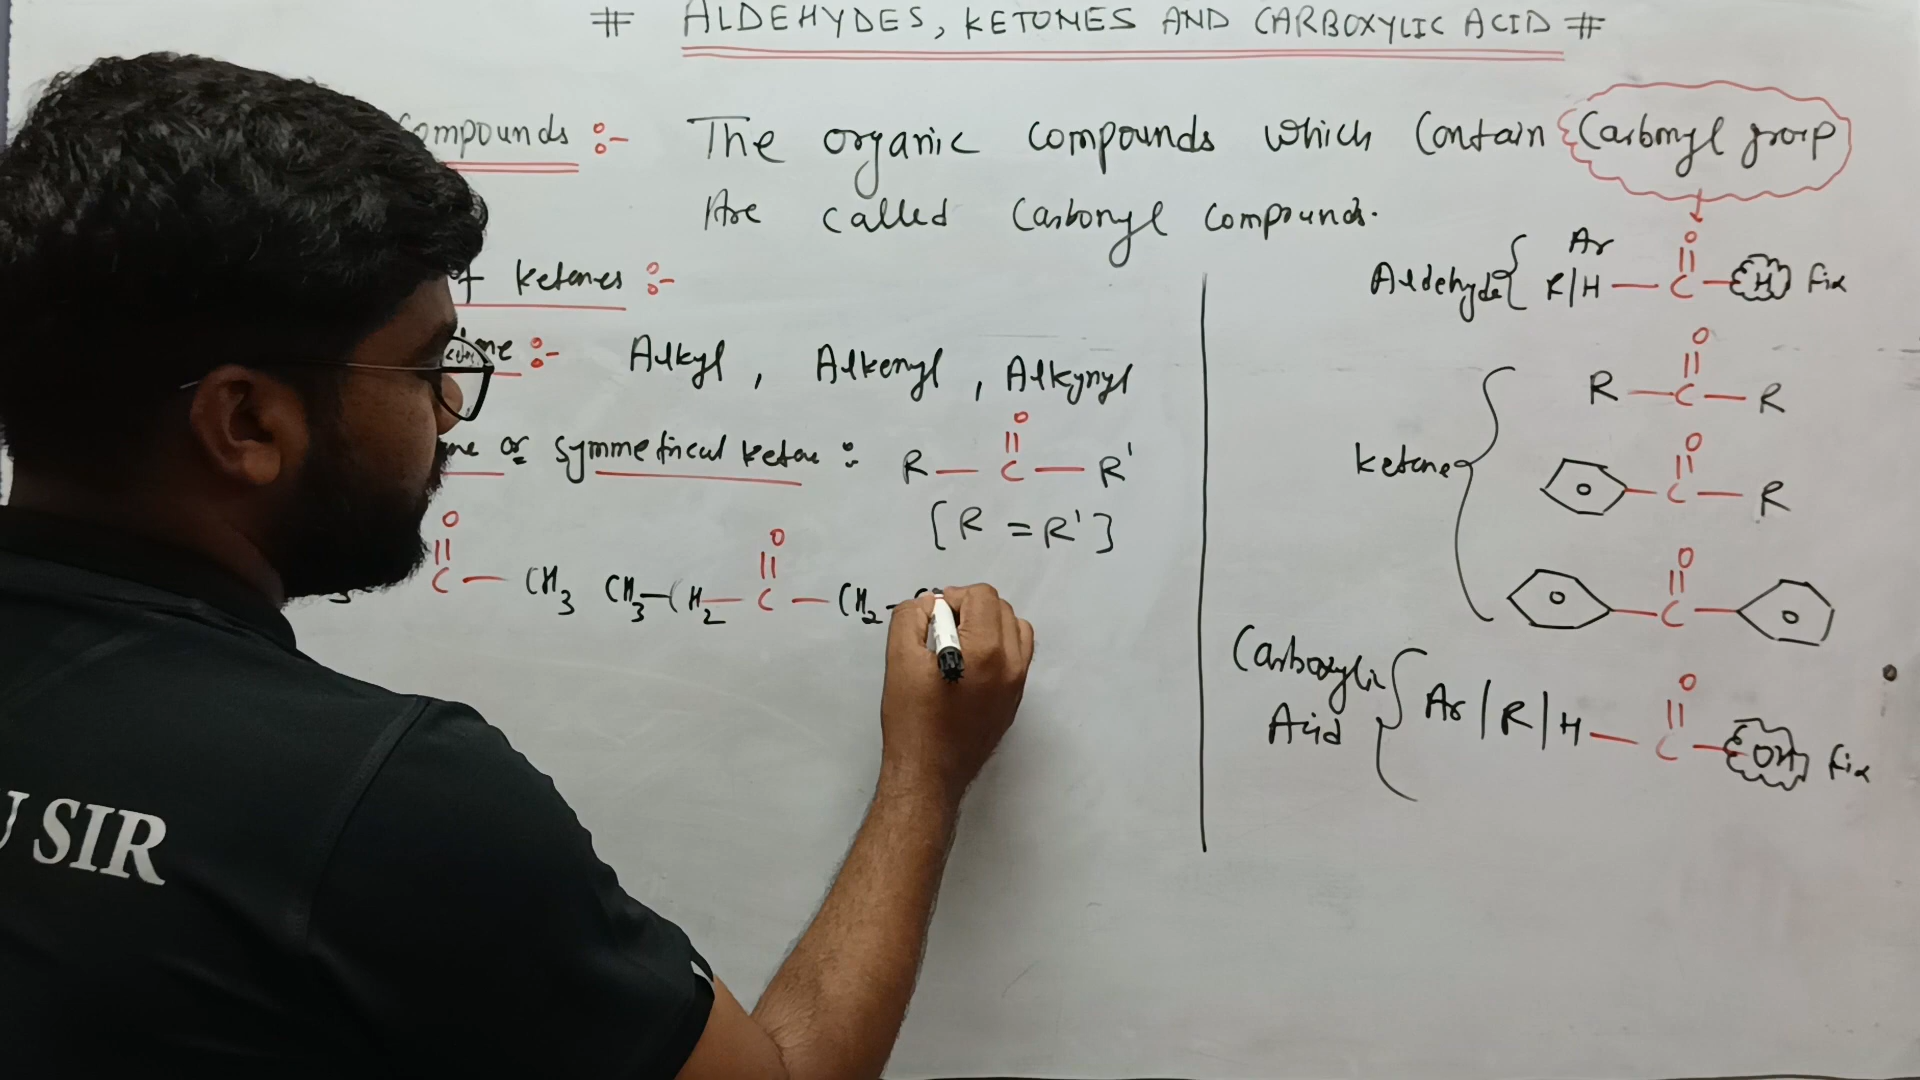 # ALDEHYDES, KETONES AND CARBOXYLIC ACID #
Compounds :- The organic compounds which contain Carbonyl group
Are called Carbonyl compounds.
of ketones :-
:- Alkyl, Alkenyl, Alkynyl
or symmetrical ketone : R—C—R'
O
[R = R']
O
C—CH3
O
CH3—CH2—C—CH2—
Aldehyde { Ar
R/H—C—H fix
O
Ketone {
O
R—C—R
O
C—R
O
C
Carboxylic
Acid { Ar/R/H—C—OH fix
O
U SIR